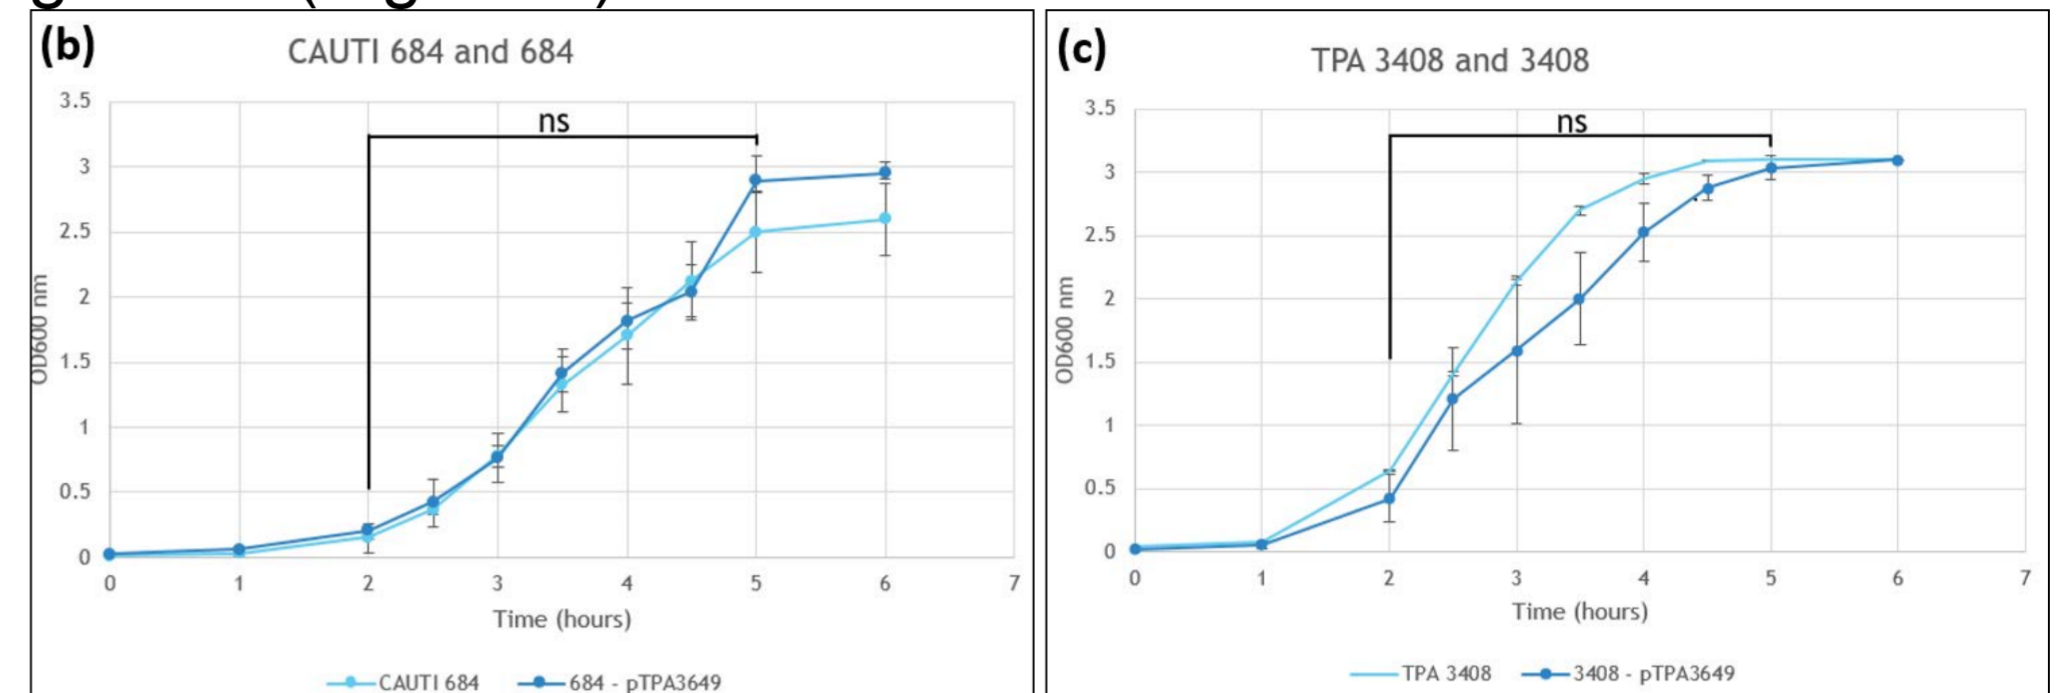 (b)
CAUTI 684 and 684
3.5
3
2.5
2
1.5
1
0.5
0
ns
OD600 nm
0 1 2 3 4 5 6 7
Time (hours)
CAUTI 684 684 - pTPA3649
(c)
TPA 3408 and 3408
3.5
3
2.5
2
1.5
1
0.5
0
ns
OD600 nm
0 1 2 3 4 5 6 7
Time (hours)
TPA 3408 3408 - pTPA3649